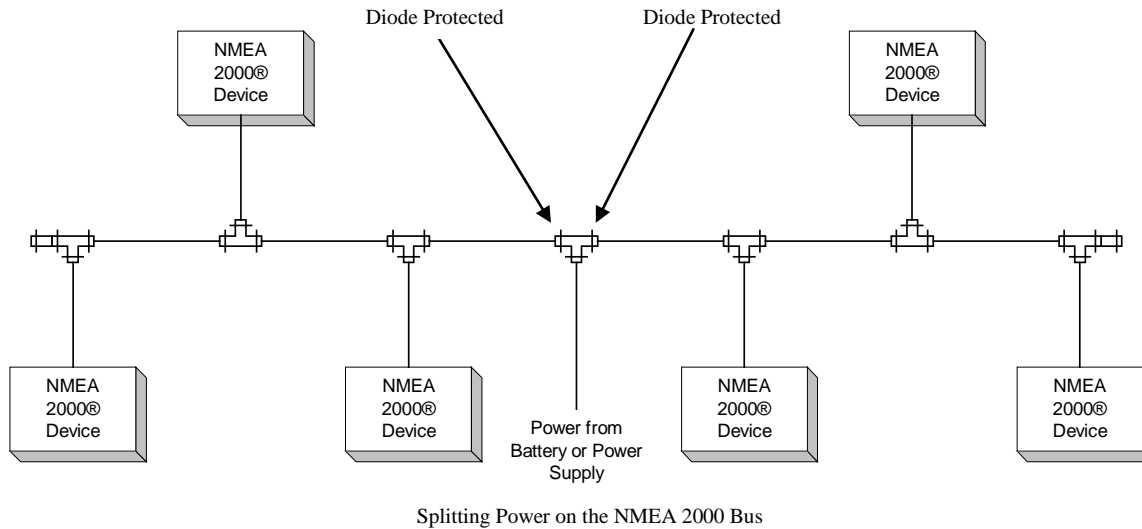 Diode Protected
Diode Protected
NMEA
2000®
Device
NMEA
2000®
Device
NMEA
2000®
Device
NMEA
2000®
Device
Power from
Battery or Power
Supply
NMEA
2000®
Device
NMEA
2000®
Device
Splitting Power on the NMEA 2000 Bus